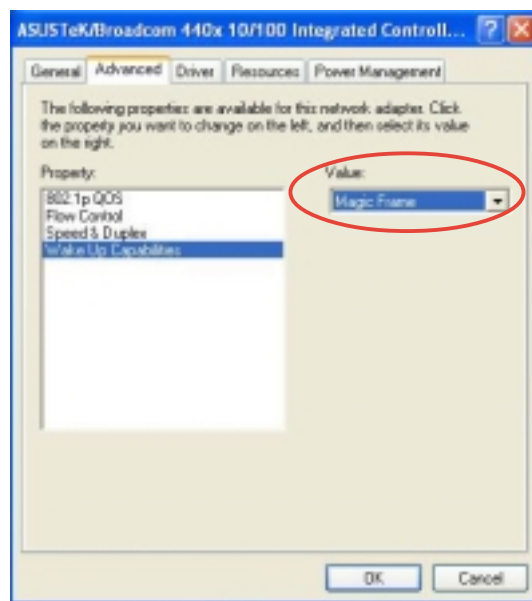 ASUSTeK/Broadcom 440x 10/100 Integrated Controll...
General Advanced Driver Resources Power Management
The following properties are available for this network adapter. Click
the property you want to change on the left, and then select its value
on the right.
Property:
Value:
802.1p QOS
Flow Control
Speed & Duplex
Wake Up Capabilities
Magic Frame
OK Cancel